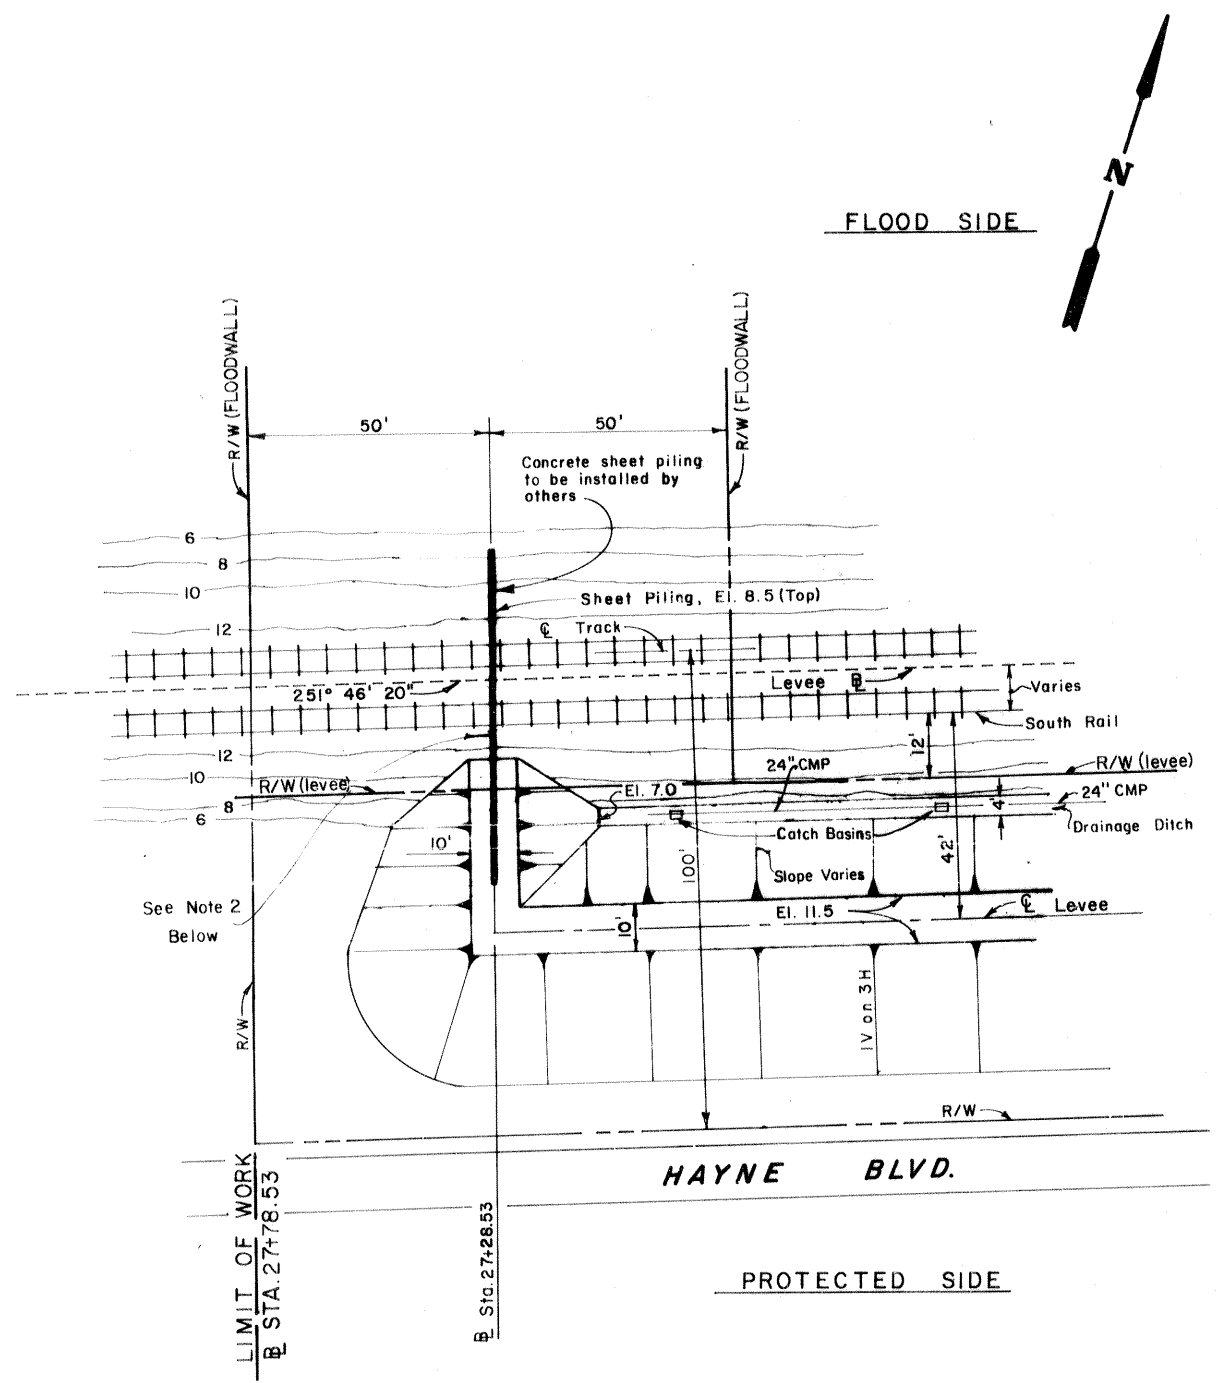 N
FLOOD SIDE
R/W (FLOODWALL)
R/W (FLOODWALL)
50'
50'
Concrete sheet piling
to be installed by
others
6
8
10
12
Sheet Piling, El. 8.5 (Top)
℄ Track
251° 46' 20"
Levee BL
Varies
South Rail
12'
12
10
8
6
R/W (levee)
24" CMP
R/W (levee)
El. 7.0
24" CMP
4'
Catch Basins
Drainage Ditch
10'
100'
42'
Slope Varies
See Note 2
Below
El. 11.5
℄ Levee
10'
1V on 3H
R/W
R/W
HAYNE BLVD.
LIMIT OF WORK
BL STA. 27+78.53
BL Sta. 27+28.53
PROTECTED SIDE